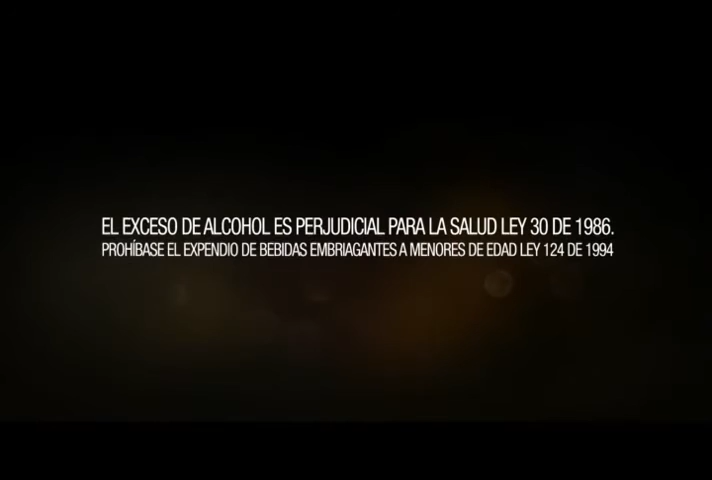 EL EXCESO DE ALCOHOL ES PERJUDICIAL PARA LA SALUD LEY 30 DE 1986.
PROHÍBASE EL EXPENDIO DE BEBIDAS EMBRIAGANTES A MENORES DE EDAD LEY 124 DE 1994